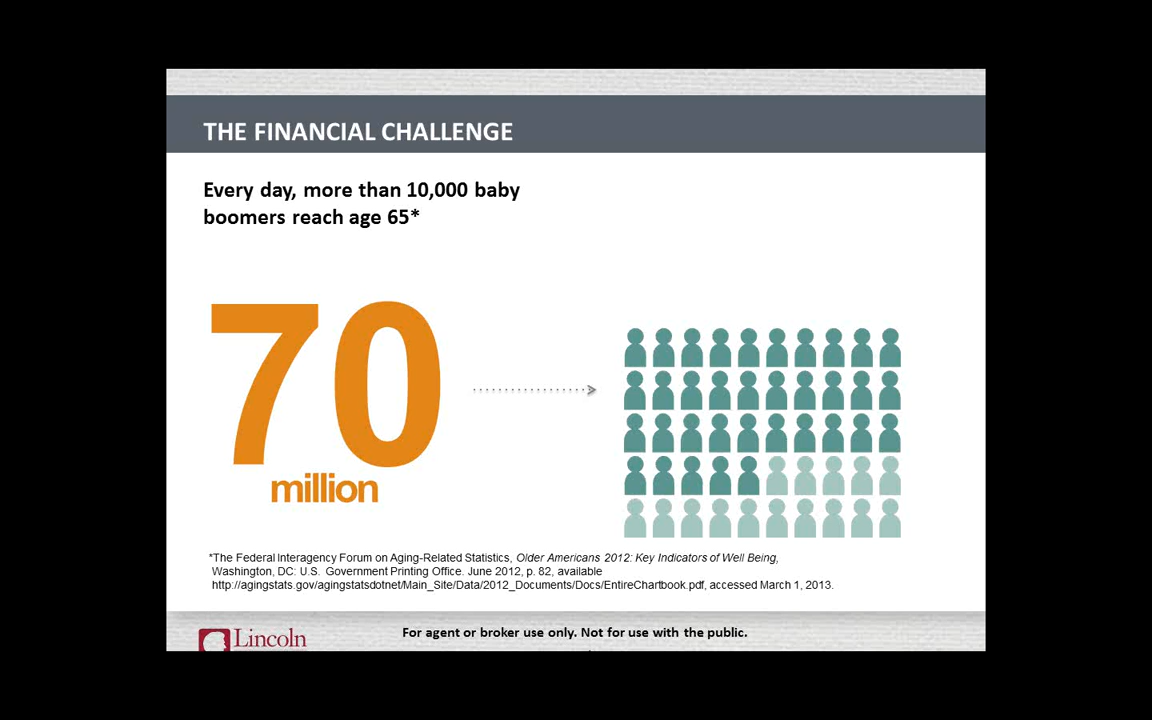 THE FINANCIAL CHALLENGE
Every day, more than 10,000 baby
boomers reach age 65*
70
million
*The Federal Interagency Forum on Aging-Related Statistics, Older Americans 2012: Key Indicators of Well Being,
Washington, DC: U.S. Government Printing Office. June 2012, p. 82, available
http://agingstats.gov/agingstatsdotnet/Main_Site/Data/2012_Documents/Docs/EntireChartbook.pdf, accessed March 1, 2013.
For agent or broker use only. Not for use with the public.
Lincoln